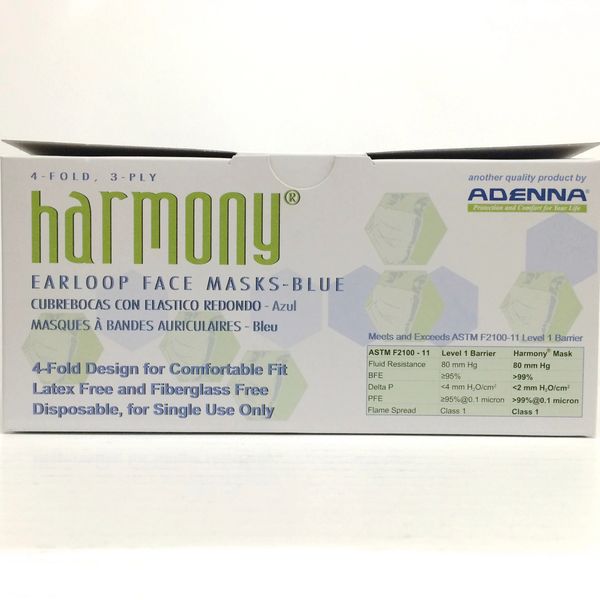 4-FOLD, 3-PLY
harmony®
EARLOOP FACE MASKS-BLUE
CUBREBOCAS CON ELASTICO REDONDO - Azul
MASQUES À BANDES AURICULAIRES - Bleu
4-Fold Design for Comfortable Fit
Latex Free and Fiberglass Free
Disposable, for Single Use Only
another quality product by
ADENNA®
Protection and Comfort for Your Life
Meets and Exceeds ASTM F2100-11 Level 1 Barrier
ASTM F2100 - 11 Level 1 Barrier Harmony® Mask
Fluid Resistance 80 mm Hg 80 mm Hg
BFE ≥95% >99%
Delta P <4 mm H₂O/cm² <2 mm H₂O/cm²
PFE ≥95%@0.1 micron >99%@0.1 micron
Flame Spread Class 1 Class 1